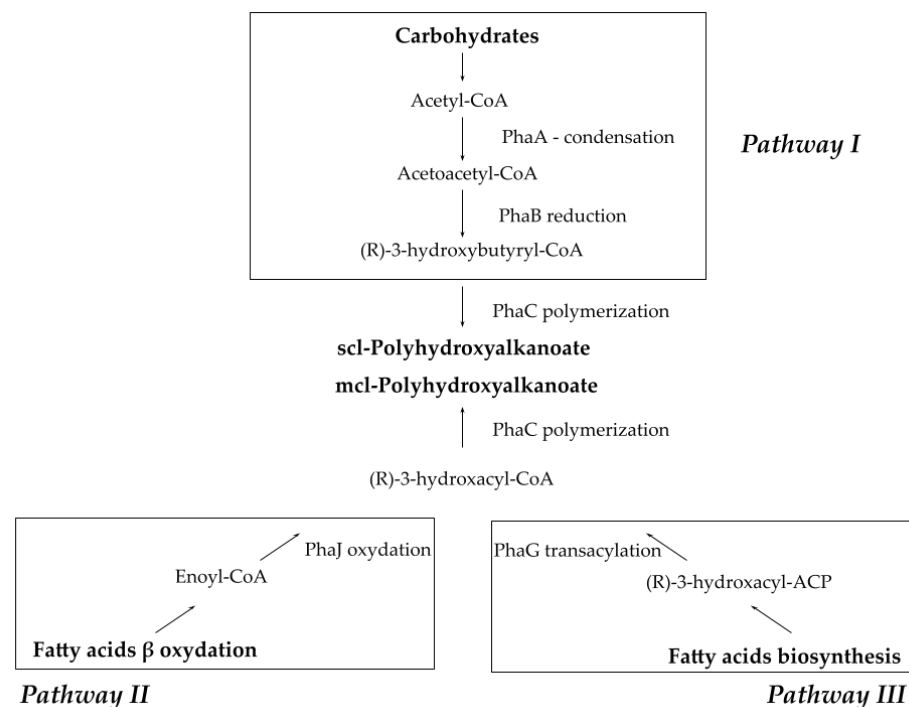 Carbohydrates
Acetyl-CoA
PhaA - condensation
Pathway I
Acetoacetyl-CoA
PhaB reduction
(R)-3-hydroxybutyryl-CoA
PhaC polymerization
scl-Polyhydroxyalkanoate
mcl-Polyhydroxyalkanoate
PhaC polymerization
(R)-3-hydroxacyl-CoA
PhaJ oxydation
Enoyl-CoA
Fatty acids β oxydation
Pathway II
PhaG transacylation
(R)-3-hydroxacyl-ACP
Fatty acids biosynthesis
Pathway III